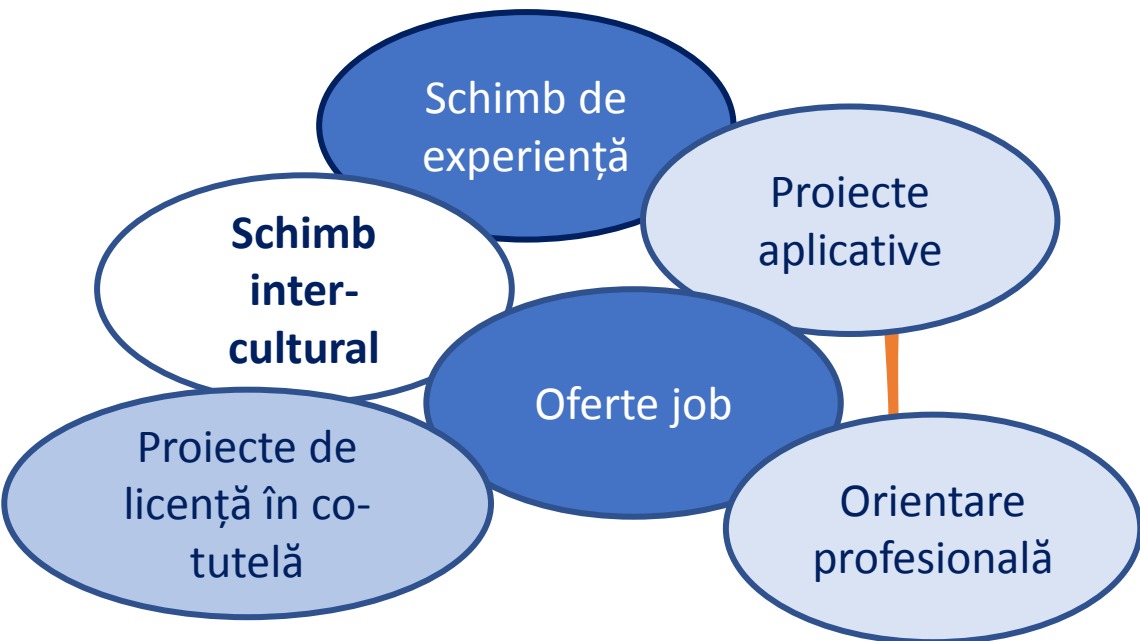 Schimb de
experiență
Proiecte
aplicative
Schimb
inter-
cultural
Oferte job
Proiecte de
licență în co-
tutelă
Orientare
profesională